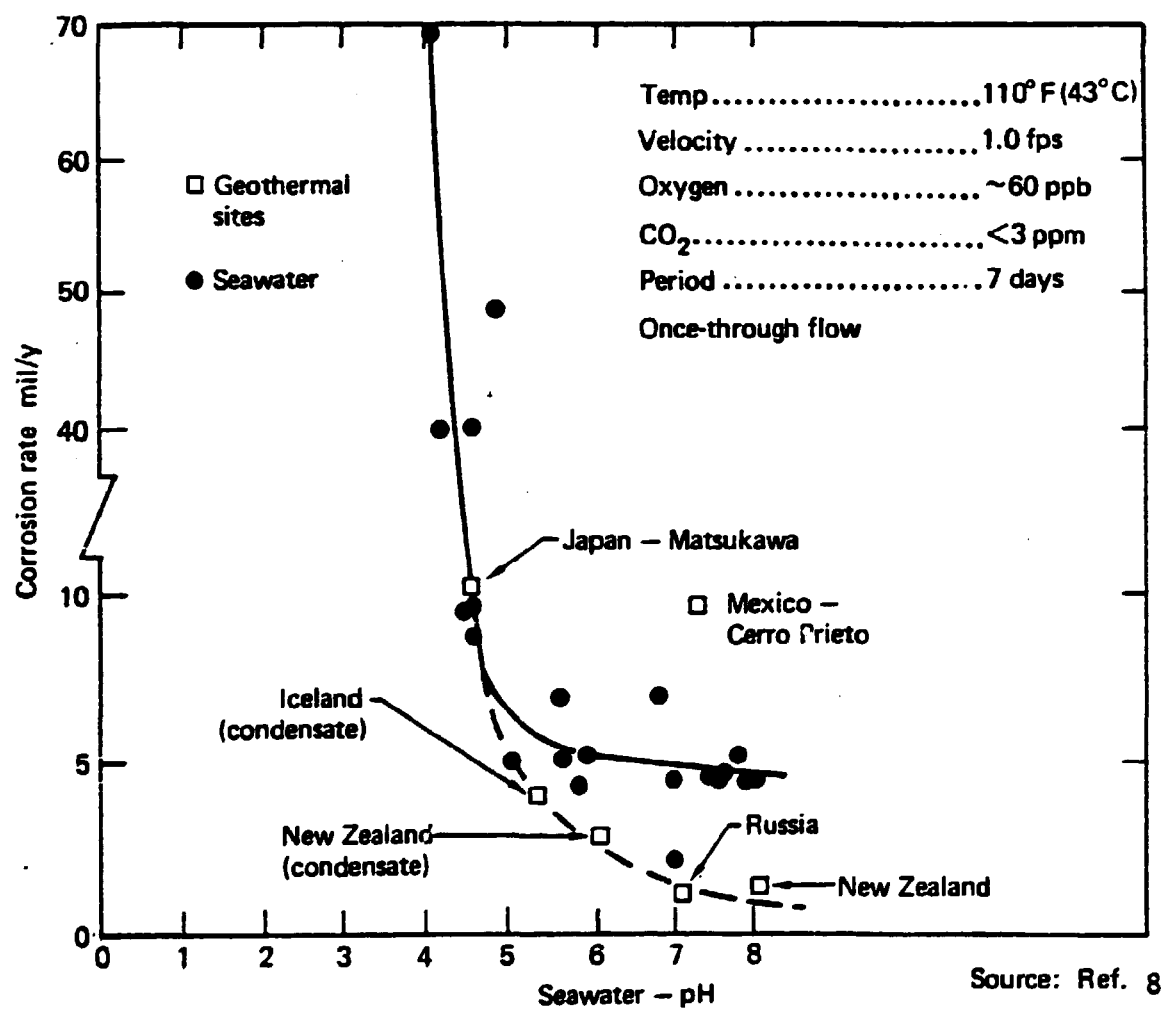 70
60
50
40
10
5
0
Corrosion rate mil/y
Geothermal
sites
Seawater
Temp.....................110°F (43°C)
Velocity ..................1.0 fps
Oxygen ...................~60 ppb
CO2........................<3 ppm
Period ....................7 days
Once-through flow
Japan – Matsukawa
Mexico –
Cerro Prieto
Iceland
(condensate)
New Zealand
(condensate)
Russia
New Zealand
0 1 2 3 4 5 6 7 8
Seawater – pH
Source: Ref. 8